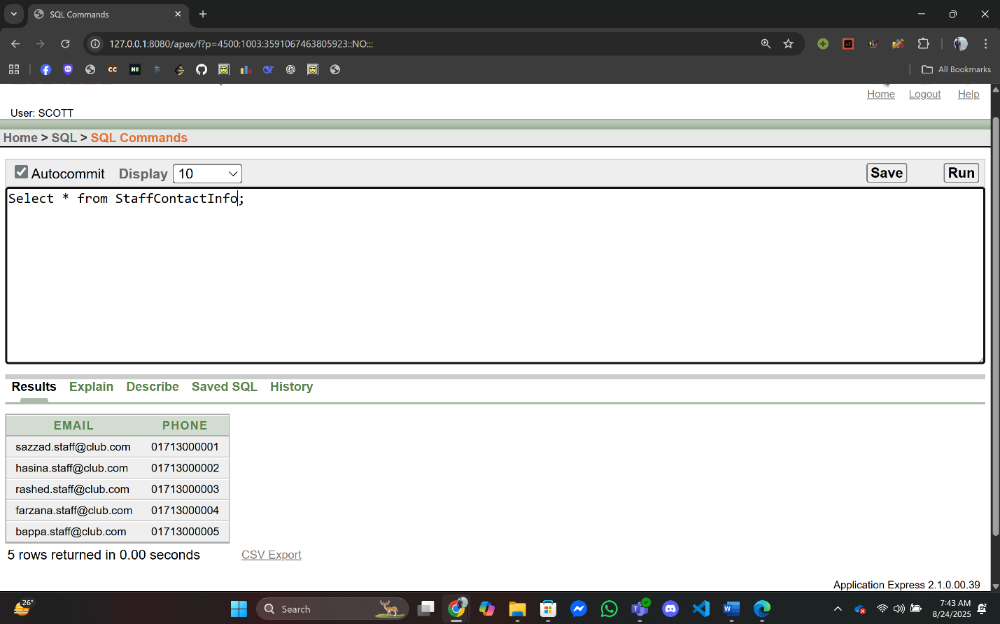 SQL Commands
127.0.0.1:8080/apex/f?p=4500:1003:3591067463805923::NO:::
CC
All Bookmarks
Home Logout Help
User: SCOTT
Home > SQL > SQL Commands
Autocommit Display 10 Save Run
Select * from StaffContactInfo;
Results Explain Describe Saved SQL History
EMAIL PHONE
sazzad.staff@club.com 01713000001
hasina.staff@club.com 01713000002
rashed.staff@club.com 01713000003
farzana.staff@club.com 01713000004
bappa.staff@club.com 01713000005
5 rows returned in 0.00 seconds CSV Export
Application Express 2.1.0.00.39
26°
Search
7:43 AM
8/24/2025